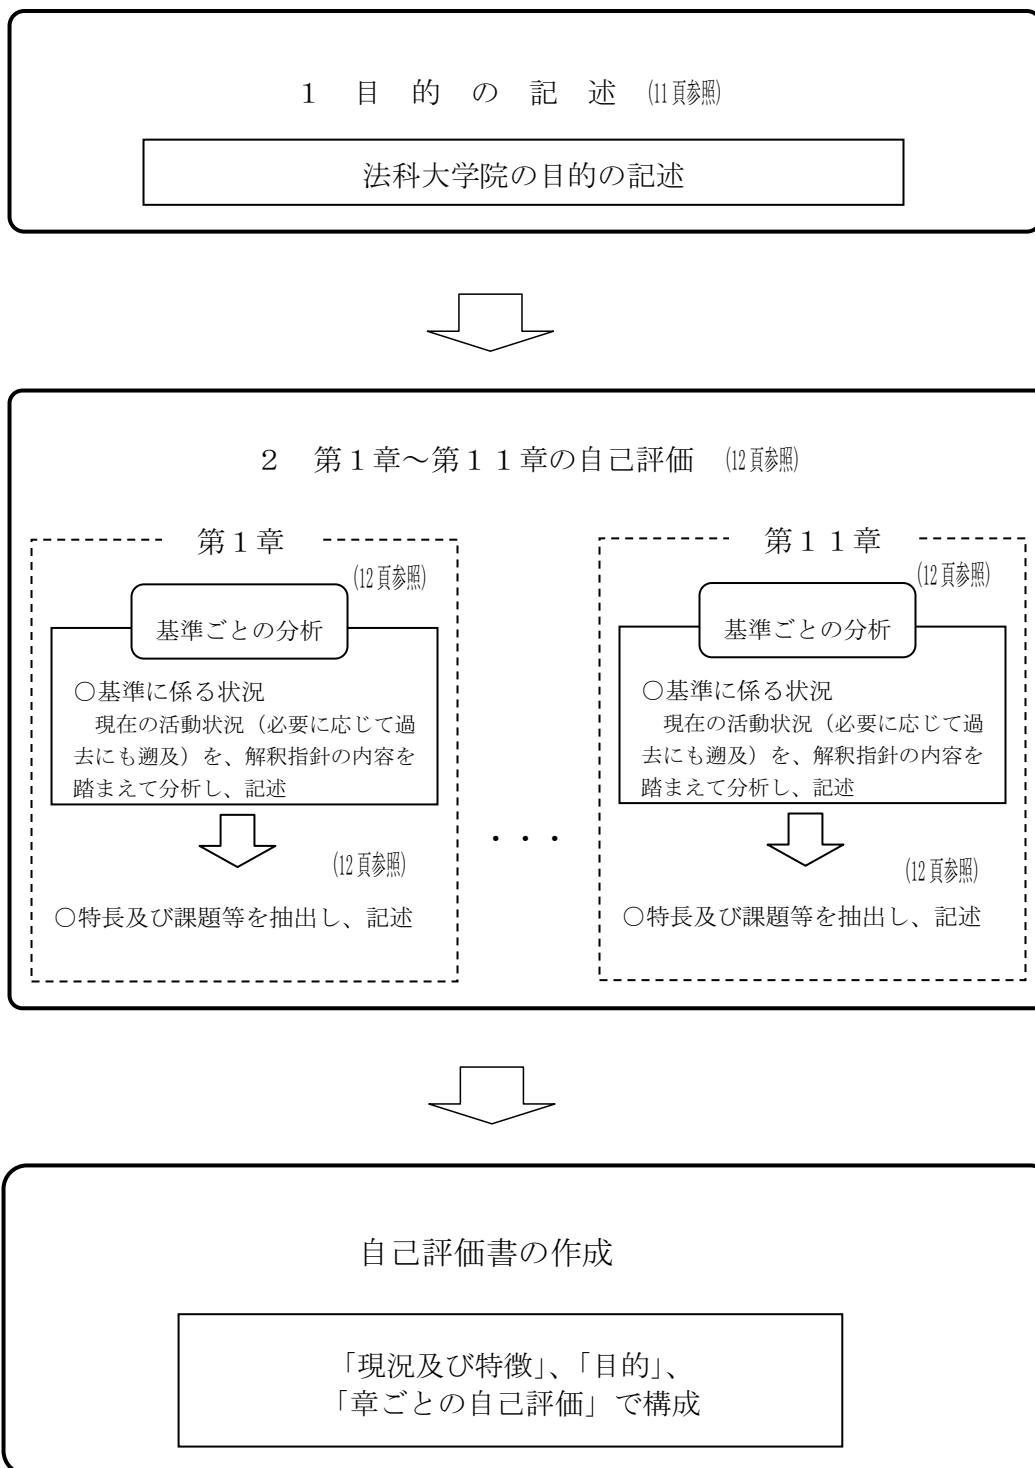 1　目　的　の　記　述　(11頁参照)
法科大学院の目的の記述
2　第1章～第11章の自己評価　(12頁参照)
第1章
(12頁参照)
基準ごとの分析
○基準に係る状況
　現在の活動状況（必要に応じて過
去にも遡及）を、解釈指針の内容を
踏まえて分析し、記述
(12頁参照)
○特長及び課題等を抽出し、記述
・・・
第11章
(12頁参照)
基準ごとの分析
○基準に係る状況
　現在の活動状況（必要に応じて過
去にも遡及）を、解釈指針の内容を
踏まえて分析し、記述
(12頁参照)
○特長及び課題等を抽出し、記述
自己評価書の作成
「現況及び特徴」、「目的」、
「章ごとの自己評価」で構成